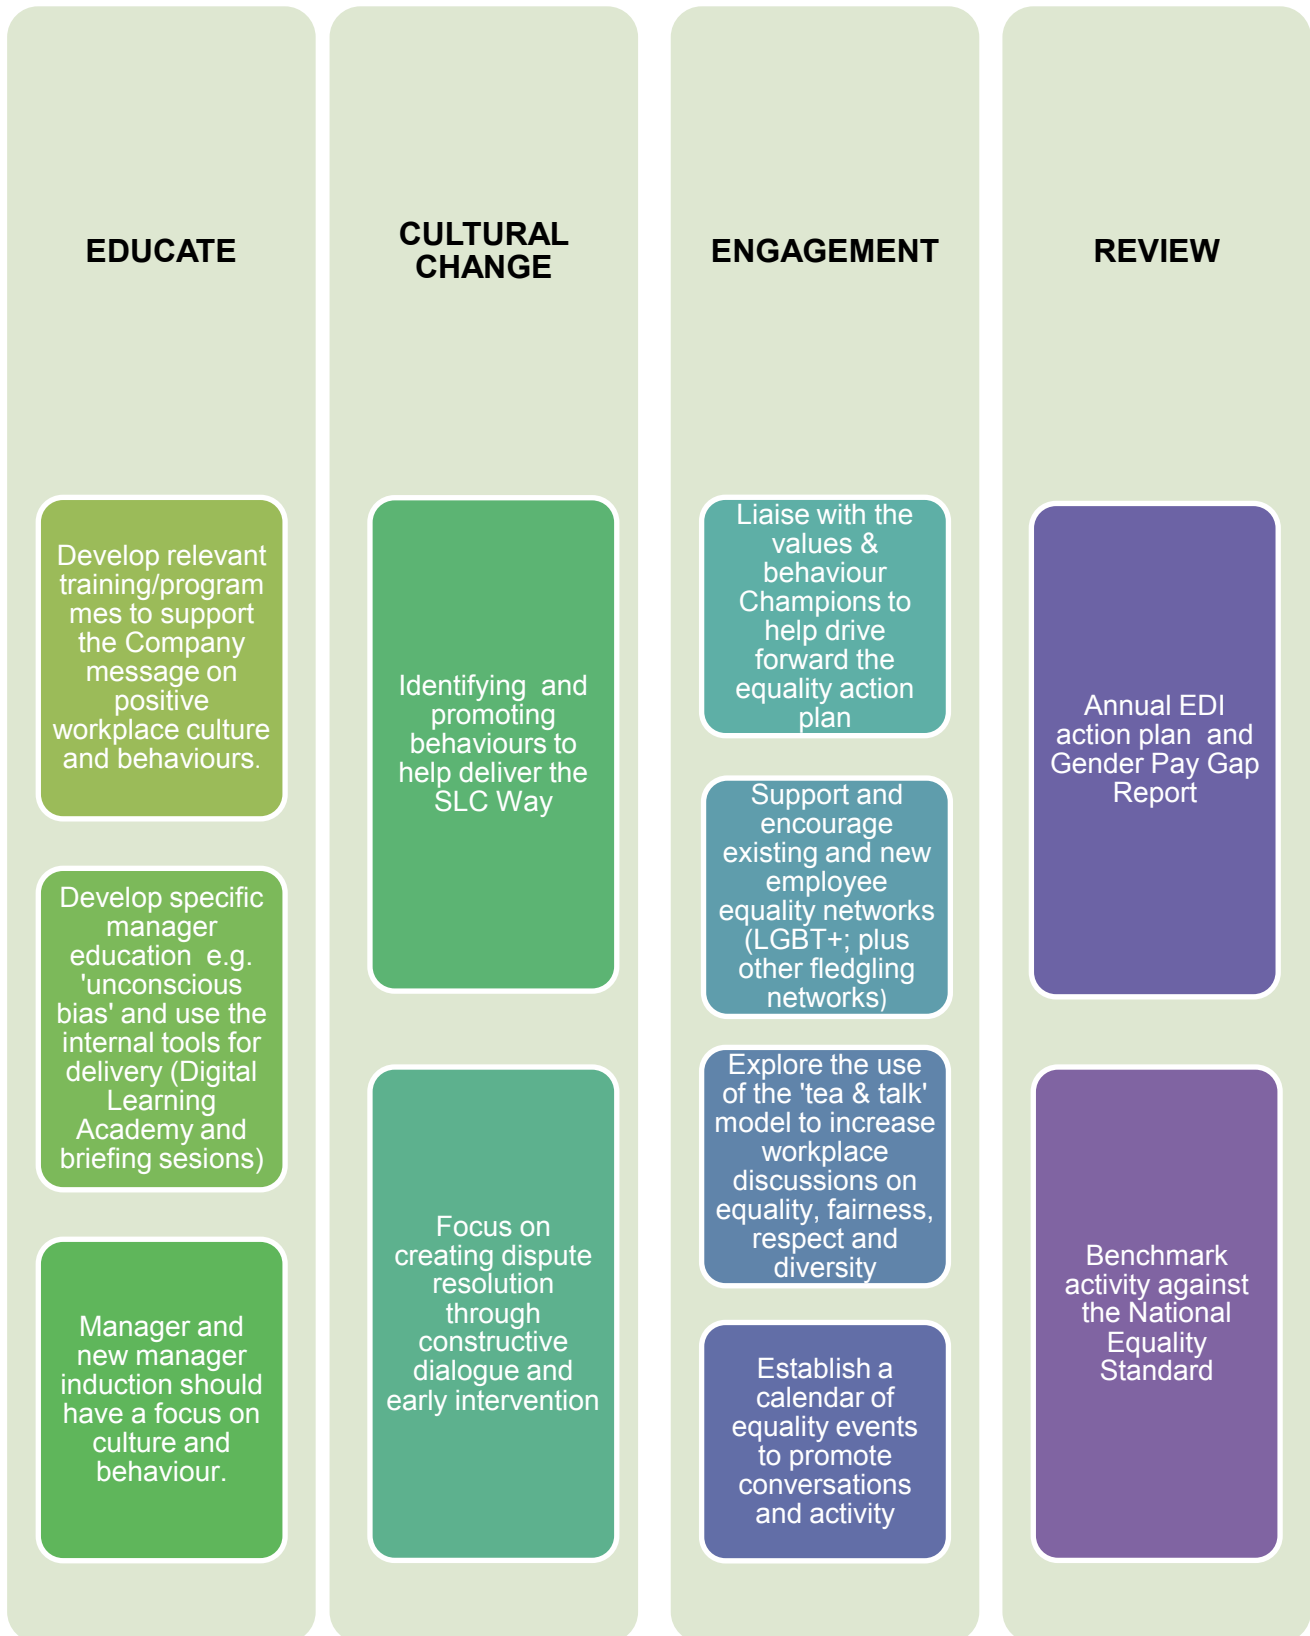 EDUCATE
Develop relevant
training/program
mes to support
the Company
message on
positive
workplace culture
and behaviours.
Develop specific
manager
education  e.g.
'unconscious
bias' and use the
internal tools for
delivery (Digital
Learning
Academy and
briefing sesions)
Manager and
new manager
induction should
have a focus on
culture and
behaviour.
CULTURAL
CHANGE
Identifying  and
promoting
behaviours to
help deliver the
SLC Way
Focus on
creating dispute
resolution
through
constructive
dialogue and
early intervention
ENGAGEMENT
Liaise with the
values &
behaviour
Champions to
help drive
forward the
equality action
plan
Support and
encourage
existing and new
employee
equality networks
(LGBT+; plus
other fledgling
networks)
Explore the use
of the 'tea & talk'
model to increase
workplace
discussions on
equality, fairness,
respect and
diversity
Establish a
calendar of
equality events
to promote
conversations
and activity
REVIEW
Annual EDI
action plan  and
Gender Pay Gap
Report
Benchmark
activity against
the National
Equality
Standard